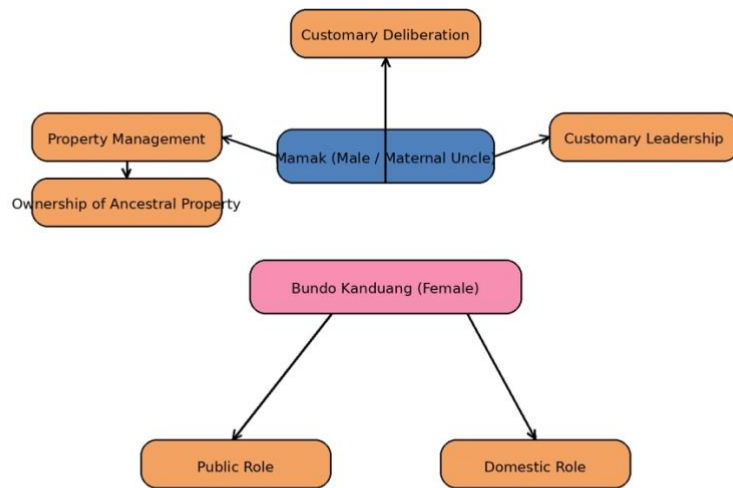 Customary Deliberation
Property Management
Mamak (Male / Maternal Uncle)
Customary Leadership
Ownership of Ancestral Property
Bundo Kanduang (Female)
Public Role
Domestic Role